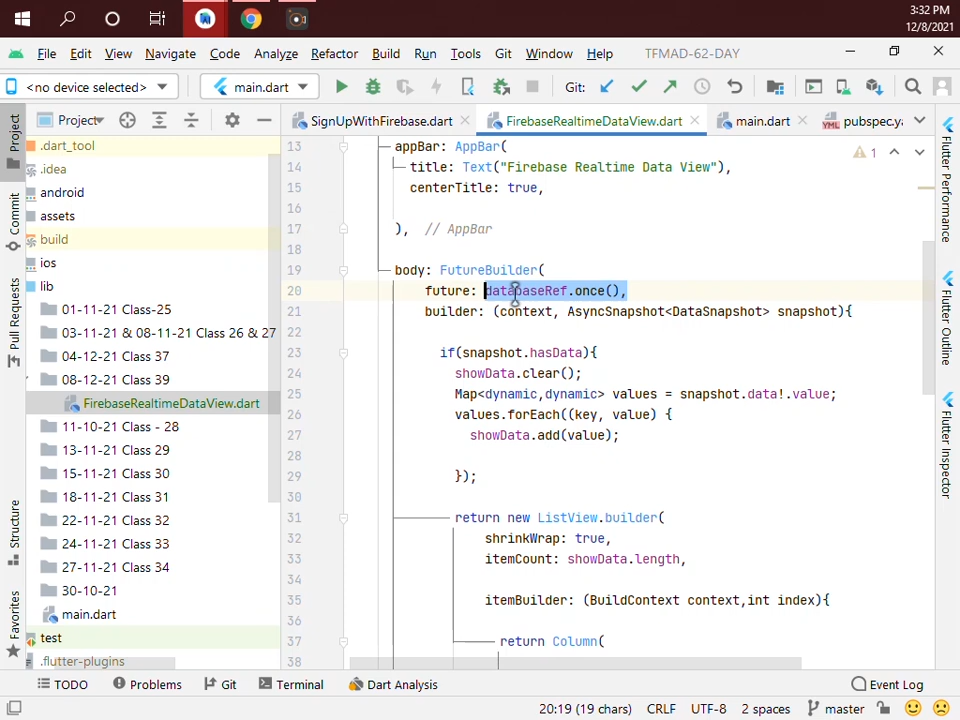 3:32 PM
12/8/2021
File Edit View Navigate Code Analyze Refactor Build Run Tools Git Window Help TFMAD-62-DAY
<no device selected> main.dart Git:
Project SignUpWithFirebase.dart FirebaseRealtimeDataView.dart main.dart pubspec.ya
.dart_tool
.idea
android
assets
build
ios
lib
01-11-21 Class-25
03-11-21 & 08-11-21 Class 26 & 27
04-12-21 Class 37
08-12-21 Class 39
FirebaseRealtimeDataView.dart
11-10-21 Class - 28
13-11-21 Class 29
15-11-21 Class 30
18-11-21 Class 31
22-11-21 Class 32
24-11-21 Class 33
27-11-21 Class 34
30-10-21
main.dart
test
.flutter-plugins
Project
Commit
Pull Requests
Structure
Favorites
1
13 appBar: AppBar(
14 title: Text("Firebase Realtime Data View"),
15 centerTitle: true,
16
17 ), // AppBar
18
19 body: FutureBuilder(
20 future: databaseRef.once(),
21 builder: (context, AsyncSnapshot<DataSnapshot> snapshot){
22
23 if(snapshot.hasData){
24 showData.clear();
25 Map<dynamic,dynamic> values = snapshot.data!.value;
26 values.forEach((key, value) {
27 showData.add(value);
28
29 });
30
31 return new ListView.builder(
32 shrinkWrap: true,
33 itemCount: showData.length,
34
35 itemBuilder: (BuildContext context,int index){
36
37 return Column(
38
Flutter Performance
Flutter Outline
Flutter Inspector
TODO Problems Git Terminal Dart Analysis Event Log
20:19 (19 chars) CRLF UTF-8 2 spaces master